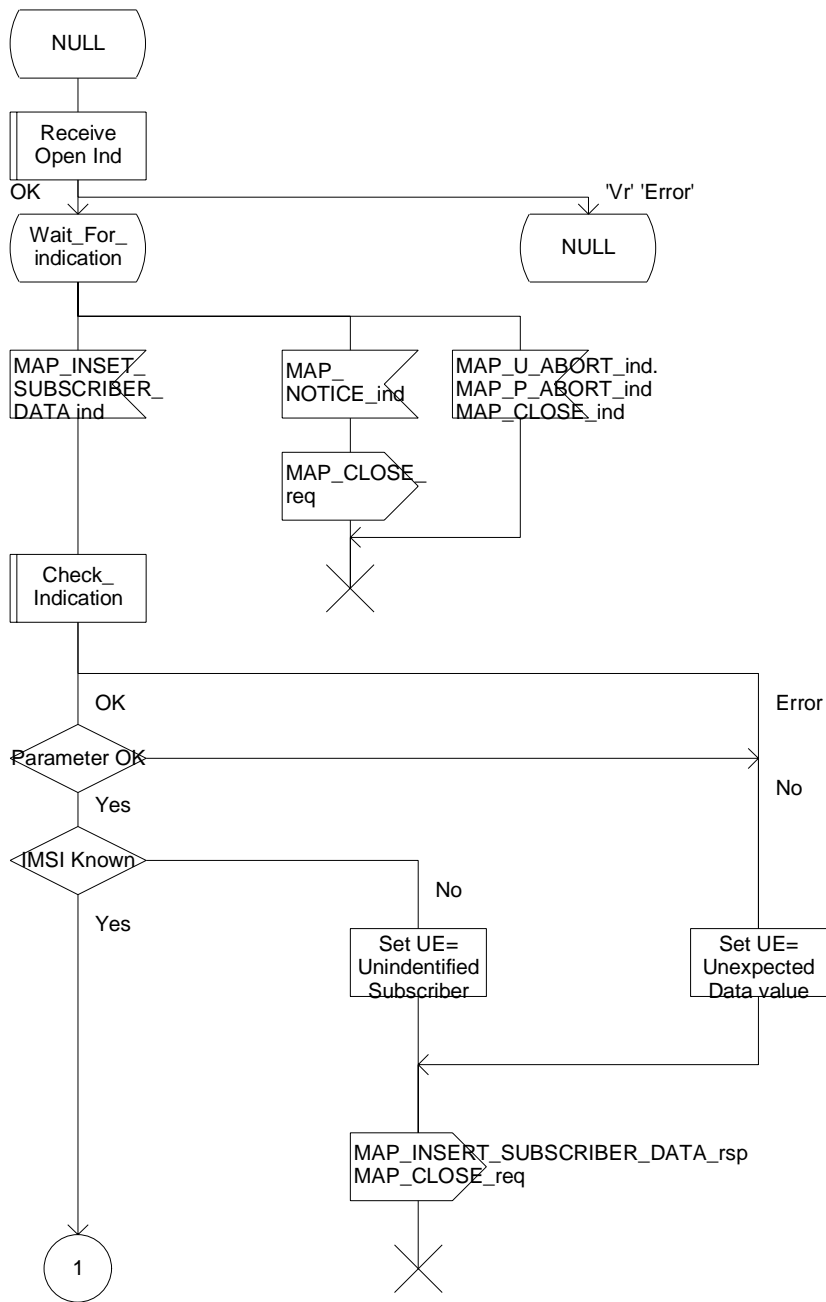 NULL
Receive
Open Ind
OK
'Vr' 'Error'
Wait_For_
indication
NULL
MAP_INSET_
SUBSCRIBER_
DATA ind
MAP_
NOTICE_ind
MAP_U_ABORT_ind.
MAP_P_ABORT_ind
MAP_CLOSE_ind
MAP_CLOSE_
req
Check_
Indication
OK
Error
Parameter OK
Yes
No
IMSI Known
No
Yes
Set UE=
Unindentified
Subscriber
Set UE=
Unexpected
Data value
MAP_INSERT_SUBSCRIBER_DATA_rsp
MAP_CLOSE_req
1